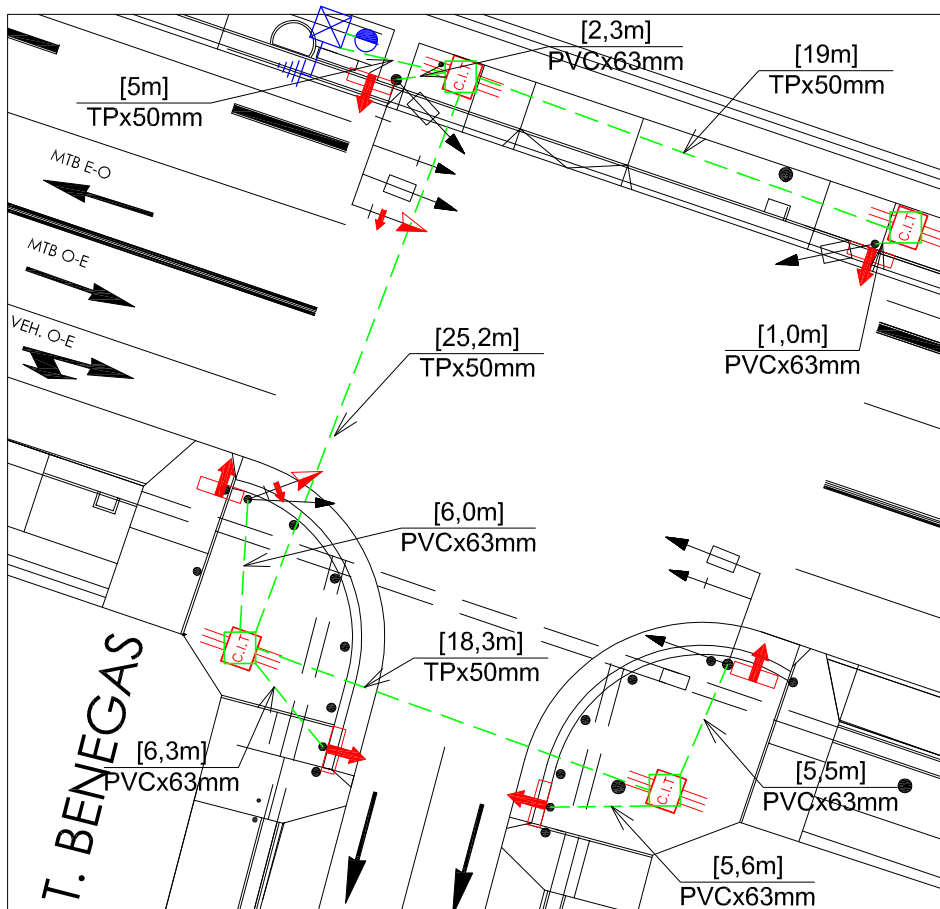 [2,3m]
PVCx63mm
[19m]
TPx50mm
[5m]
TPx50mm
C.I.T
C.I.T
MTB E-O
MTB O-E
VEH. O-E
[25,2m]
TPx50mm
[1,0m]
PVCx63mm
[6,0m]
PVCx63mm
C.I.T
[18,3m]
TPx50mm
[6,3m]
PVCx63mm
C.I.T
[5,5m]
PVCx63mm
[5,6m]
PVCx63mm
T. BENEGAS